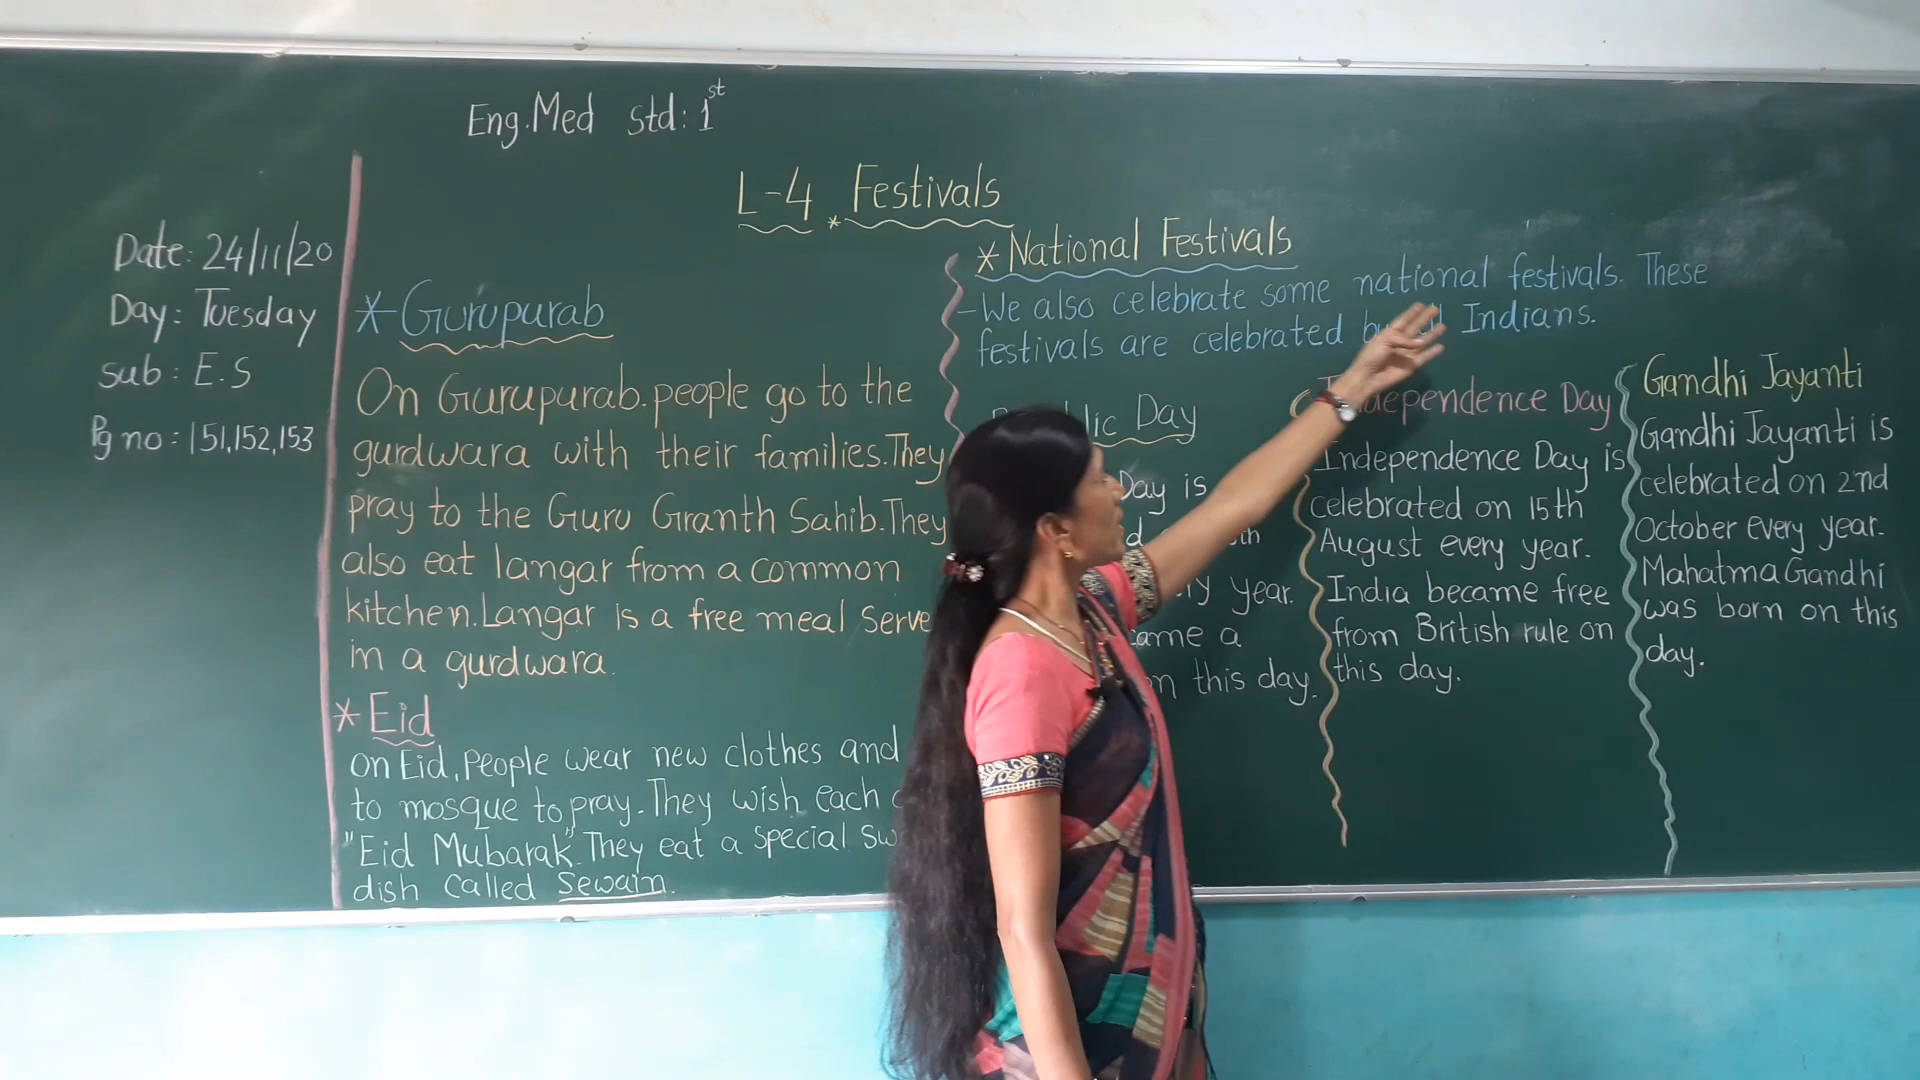 Eng.Med std: 1st
L-4 * Festivals
Date: 24/11/20
Day: Tuesday
sub: E.S
Pg no: 151,152,153
* Gurupurab
On Gurupurab.people go to the
gurdwara with their families.They
pray to the Guru Granth Sahib.They
also eat langar from a common
kitchen.Langar is a free meal serve
in a gurdwara.
* Eid
on Eid, People wear new clothes and
to mosque to pray. They wish each
"Eid Mubarak". They eat a special
dish called sewain.
* National Festivals
- We also celebrate some national festivals. These
festivals are celebrated Indians.
Day
Day is
year.
a
this day.
Independence Day
Independence Day is
celebrated on 15th
August every year.
India became free
from British rule on
this day.
Gandhi Jayanti
Gandhi Jayanti is
celebrated on 2nd
October every year.
Mahatma Gandhi
was born on this
day.